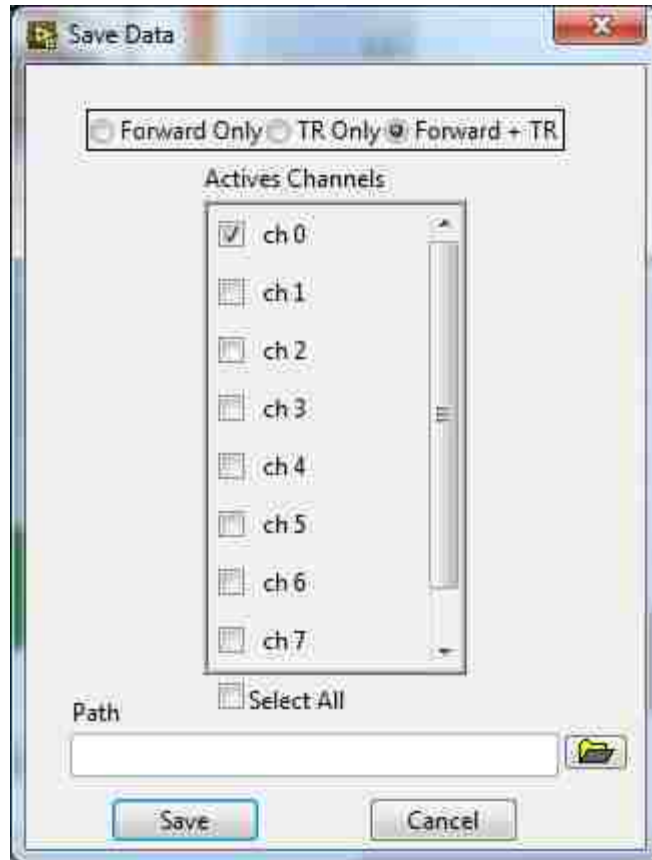 Save Data
Forward Only TR Only Forward + TR
Actives Channels
ch 0
ch 1
ch 2
ch 3
ch 4
ch 5
ch 6
ch 7
Select All
Path
Save Cancel